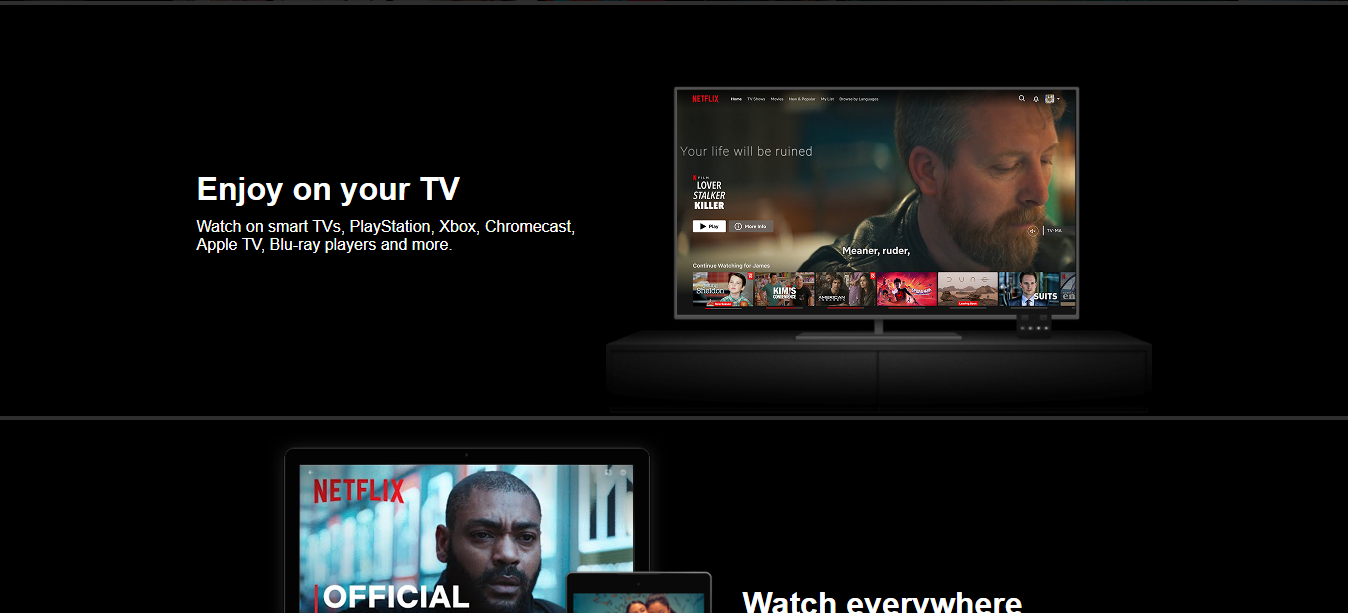 NETFLIX Home TV Shows Movies New & Popular My List Browse by Languages
Your life will be ruined
Enjoy on your TV
Watch on smart TVs, PlayStation, Xbox, Chromecast,
Apple TV, Blu-ray players and more.
FILM
LOVER
STALKER
KILLER
Play More Info
TV-MA
Meaner, ruder,
Continue Watching for James
Sheldon
KIM'S
CONVENIENCE
AMERICAN
DUNE
SUITS
NETFLIX
OFFICIAL
Watch everywhere